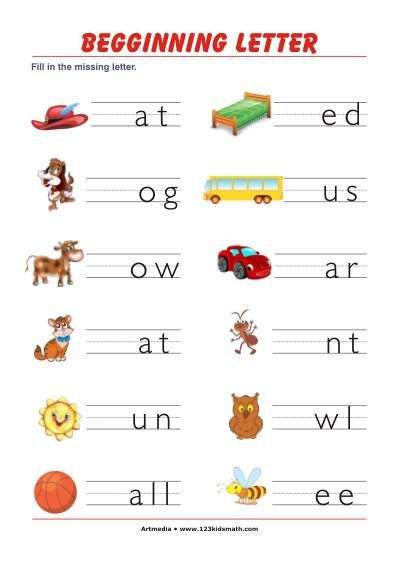 BEGGINNING LETTER
Fill in the missing letter.
at ed
og us
ow ar
at nt
un wl
all ee
Artmedia • www.123kidsmath.com